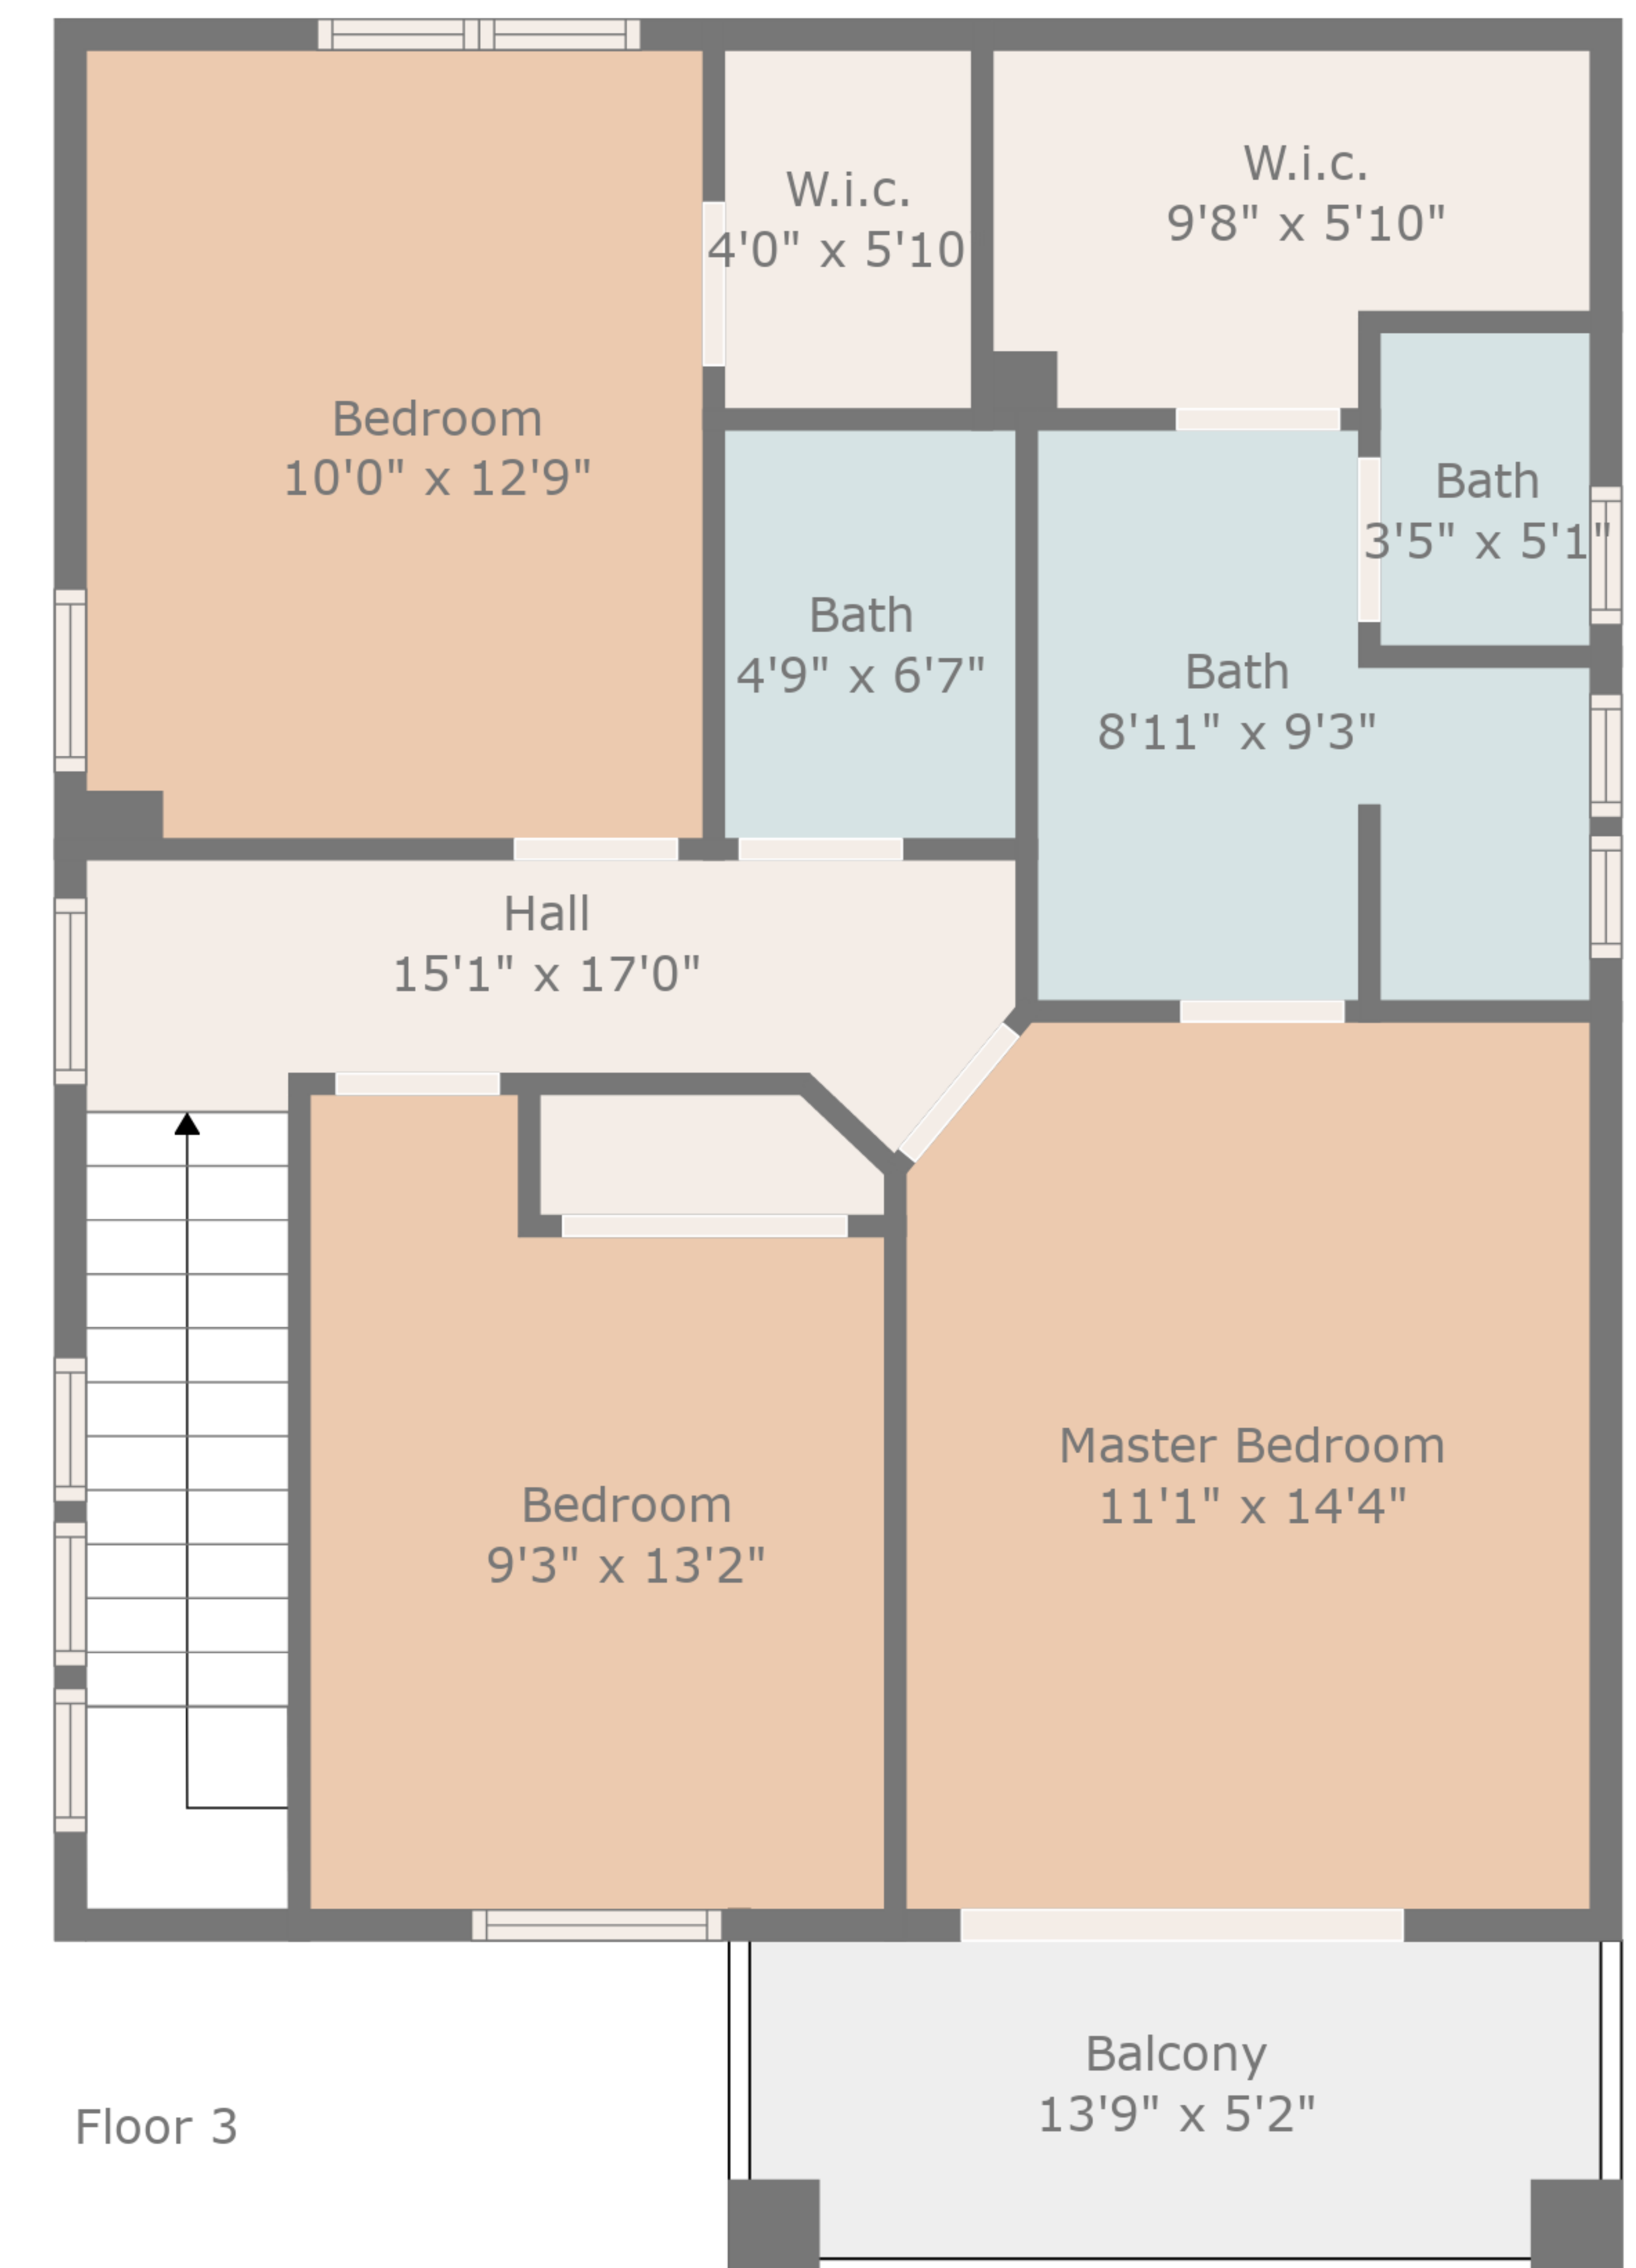 W.i.c.
4'0" x 5'10
W.i.c.
9'8" x 5'10"
Bedroom
10'0" x 12'9"
Bath
3'5" x 5'1"
Bath
4'9" x 6'7"
Bath
8'11" x 9'3"
Hall
15'1" x 17'0"
Master Bedroom
11'1" x 14'4"
Bedroom
9'3" x 13'2"
Balcony
13'9" x 5'2"
Floor 3